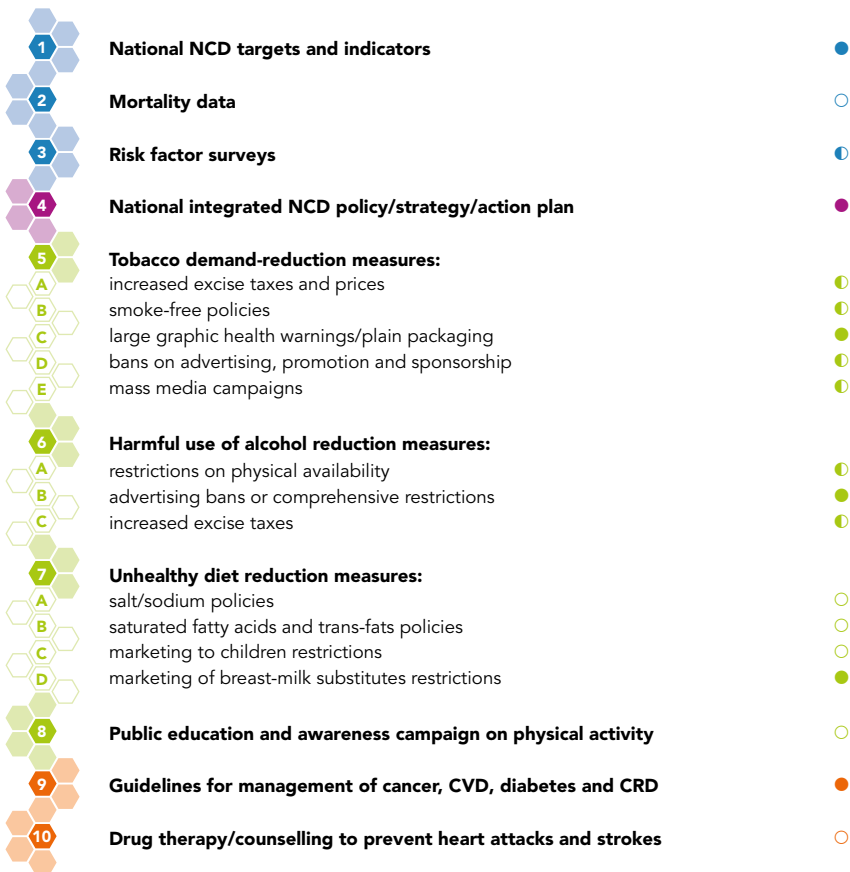 1 National NCD targets and indicators
2 Mortality data
3 Risk factor surveys
4 National integrated NCD policy/strategy/action plan
5 Tobacco demand-reduction measures:
A increased excise taxes and prices
B smoke-free policies
C large graphic health warnings/plain packaging
D bans on advertising, promotion and sponsorship
E mass media campaigns
6 Harmful use of alcohol reduction measures:
A restrictions on physical availability
B advertising bans or comprehensive restrictions
C increased excise taxes
7 Unhealthy diet reduction measures:
A salt/sodium policies
B saturated fatty acids and trans-fats policies
C marketing to children restrictions
D marketing of breast-milk substitutes restrictions
8 Public education and awareness campaign on physical activity
9 Guidelines for management of cancer, CVD, diabetes and CRD
10 Drug therapy/counselling to prevent heart attacks and strokes